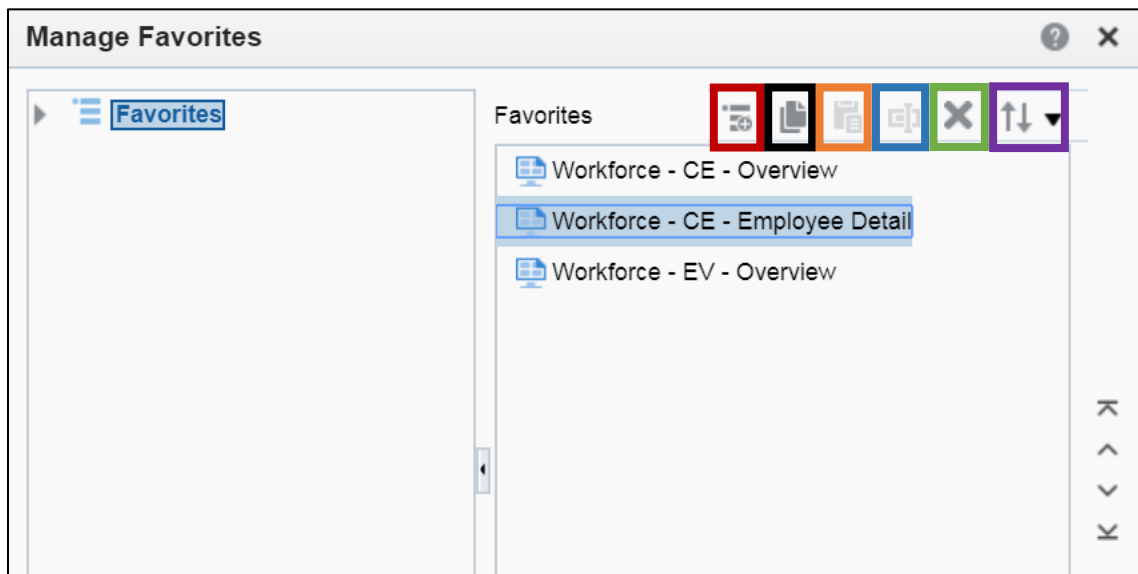 Manage Favorites
Favorites
Favorites
Workforce - CE - Overview
Workforce - CE - Employee Detail
Workforce - EV - Overview